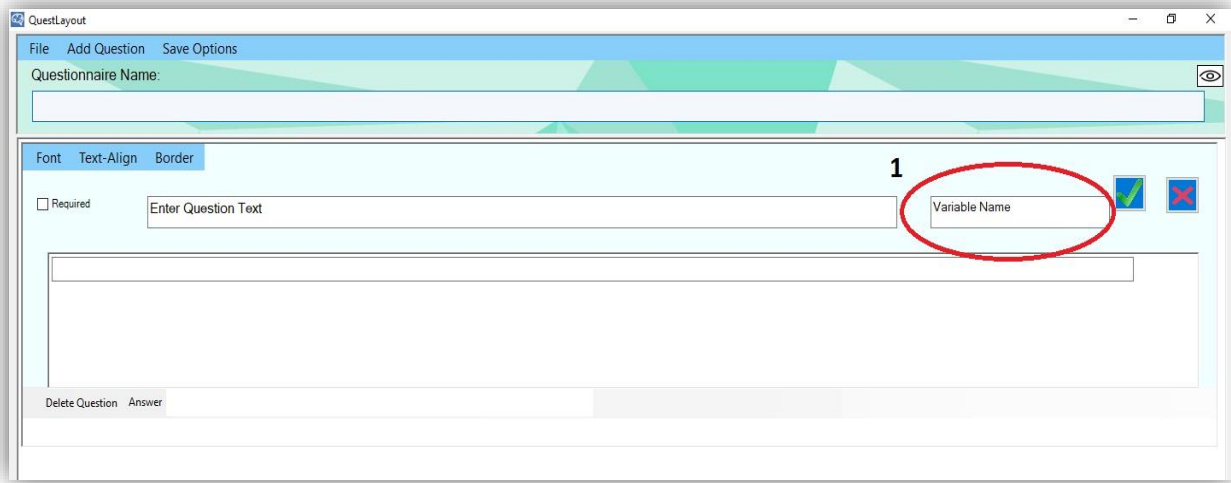 QuestLayout
File Add Question Save Options
Questionnaire Name:
Font Text-Align Border
1
Required
Enter Question Text
Variable Name
Delete Question Answer